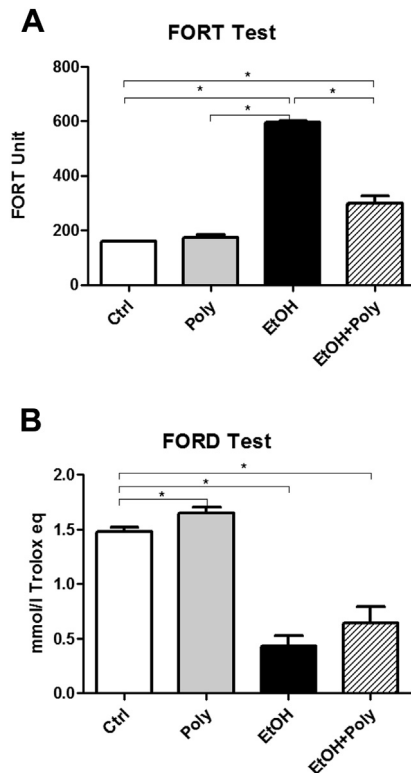 A
FORT Test
800
600
400
200
0
FORT Unit
*
*
*
*
Ctrl
Poly
EtOH
EtOH+Poly
B
FORD Test
2.0
1.5
1.0
0.5
0.0
mmol/l Trolox eq
*
*
*
Ctrl
Poly
EtOH
EtOH+Poly